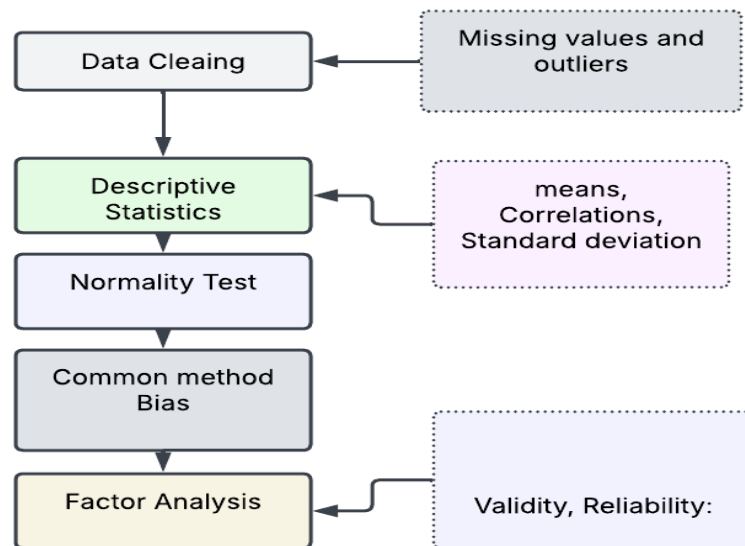 Data Cleaing
Missing values and
outliers
Descriptive
Statistics
means,
Correlations,
Standard deviation
Normality Test
Common method
Bias
Factor Analysis
Validity, Reliability: